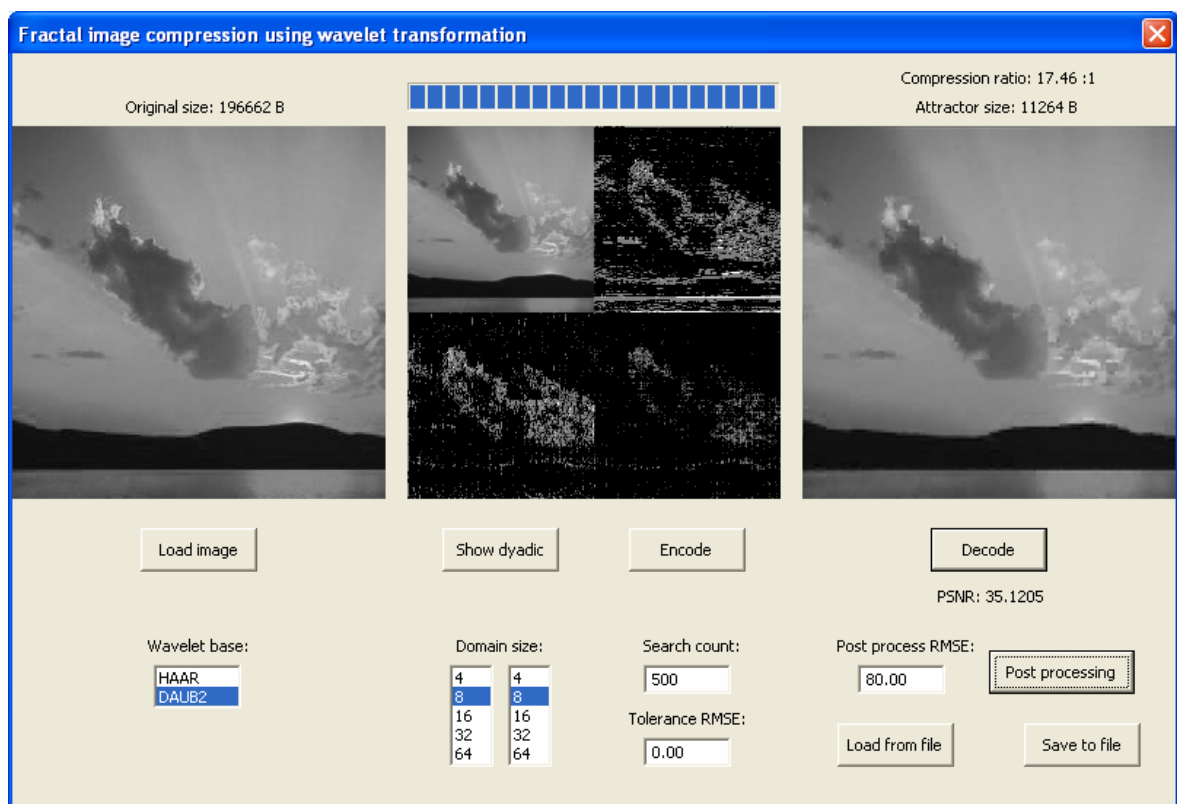 Fractal image compression using wavelet transformation
Compression ratio: 17.46 :1
Original size: 196662 B
Attractor size: 11264 B
Load image
Show dyadic
Encode
Decode
PSNR: 35.1205
Wavelet base:
HAAR
DAUB2
Domain size:
4 4
8 8
16 16
32 32
64 64
Search count:
500
Tolerance RMSE:
0.00
Post process RMSE:
80.00
Post processing
Load from file
Save to file